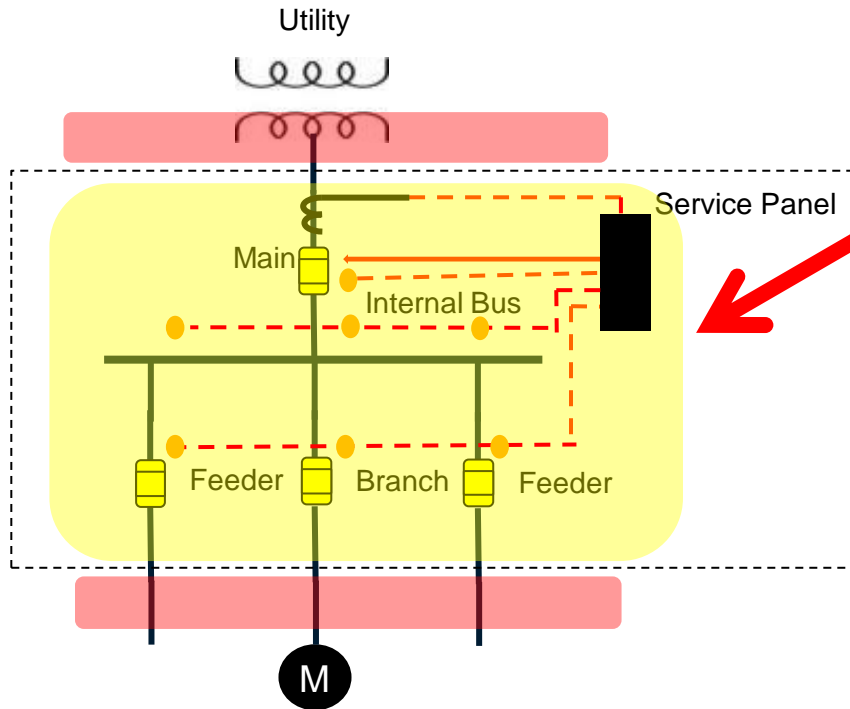 Utility
Service Panel
Main
Internal Bus
Feeder
Branch
Feeder
M